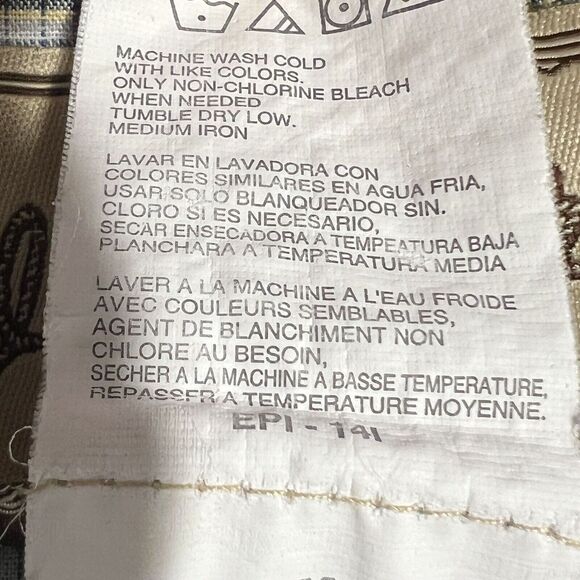 MACHINE WASH COLD
WITH LIKE COLORS.
ONLY NON-CHLORINE BLEACH
WHEN NEEDED
TUMBLE DRY LOW.
MEDIUM IRON
LAVAR EN LAVADORA CON
COLORES SIMILARES EN AGUA FRIA,
USAR SOLO BLANQUEADOR SIN.
CLORO SI ES NECESARIO,
SECAR ENSECADORA A TEMPEATURA BAJA
PLANCHARA A TEMPERATURA MEDIA
LAVER A LA MACHINE A L'EAU FROIDE
AVEC COULEURS SEMBLABLES,
AGENT DE BLANCHIMENT NON
CHLORE AU BESOIN,
SECHER A LA MACHINE A BASSE TEMPERATURE,
REPASSER A TEMPERATURE MOYENNE.
EPI - 14I